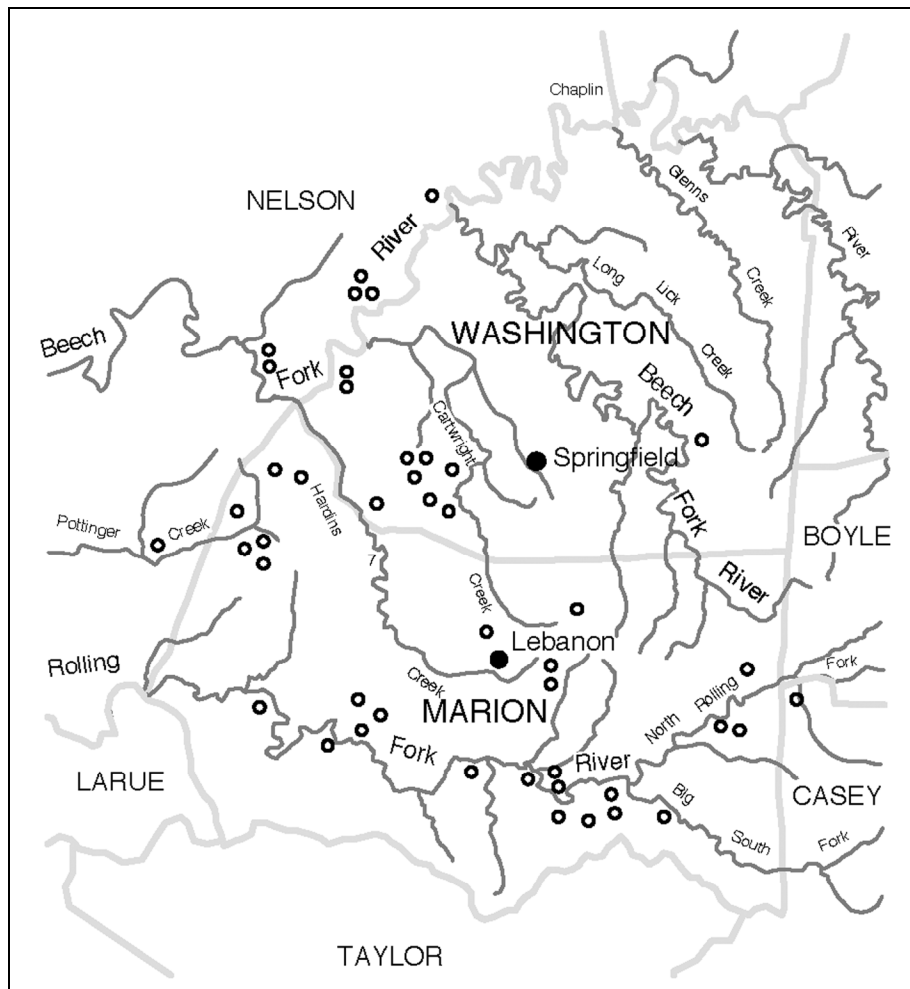 Chaplin
Glenns
NELSON
River
River
Long
Lick
Creek
WASHINGTON
Beech
Creek
Fork
Beech
Cartwright
Springfield
Hardins
Fork
Pottinger
Creek
BOYLE
River
Creek
Lebanon
Rolling
Fork
Creek
Rolling
MARION
North
Fork
River
LARUE
Big
CASEY
South
Fork
TAYLOR